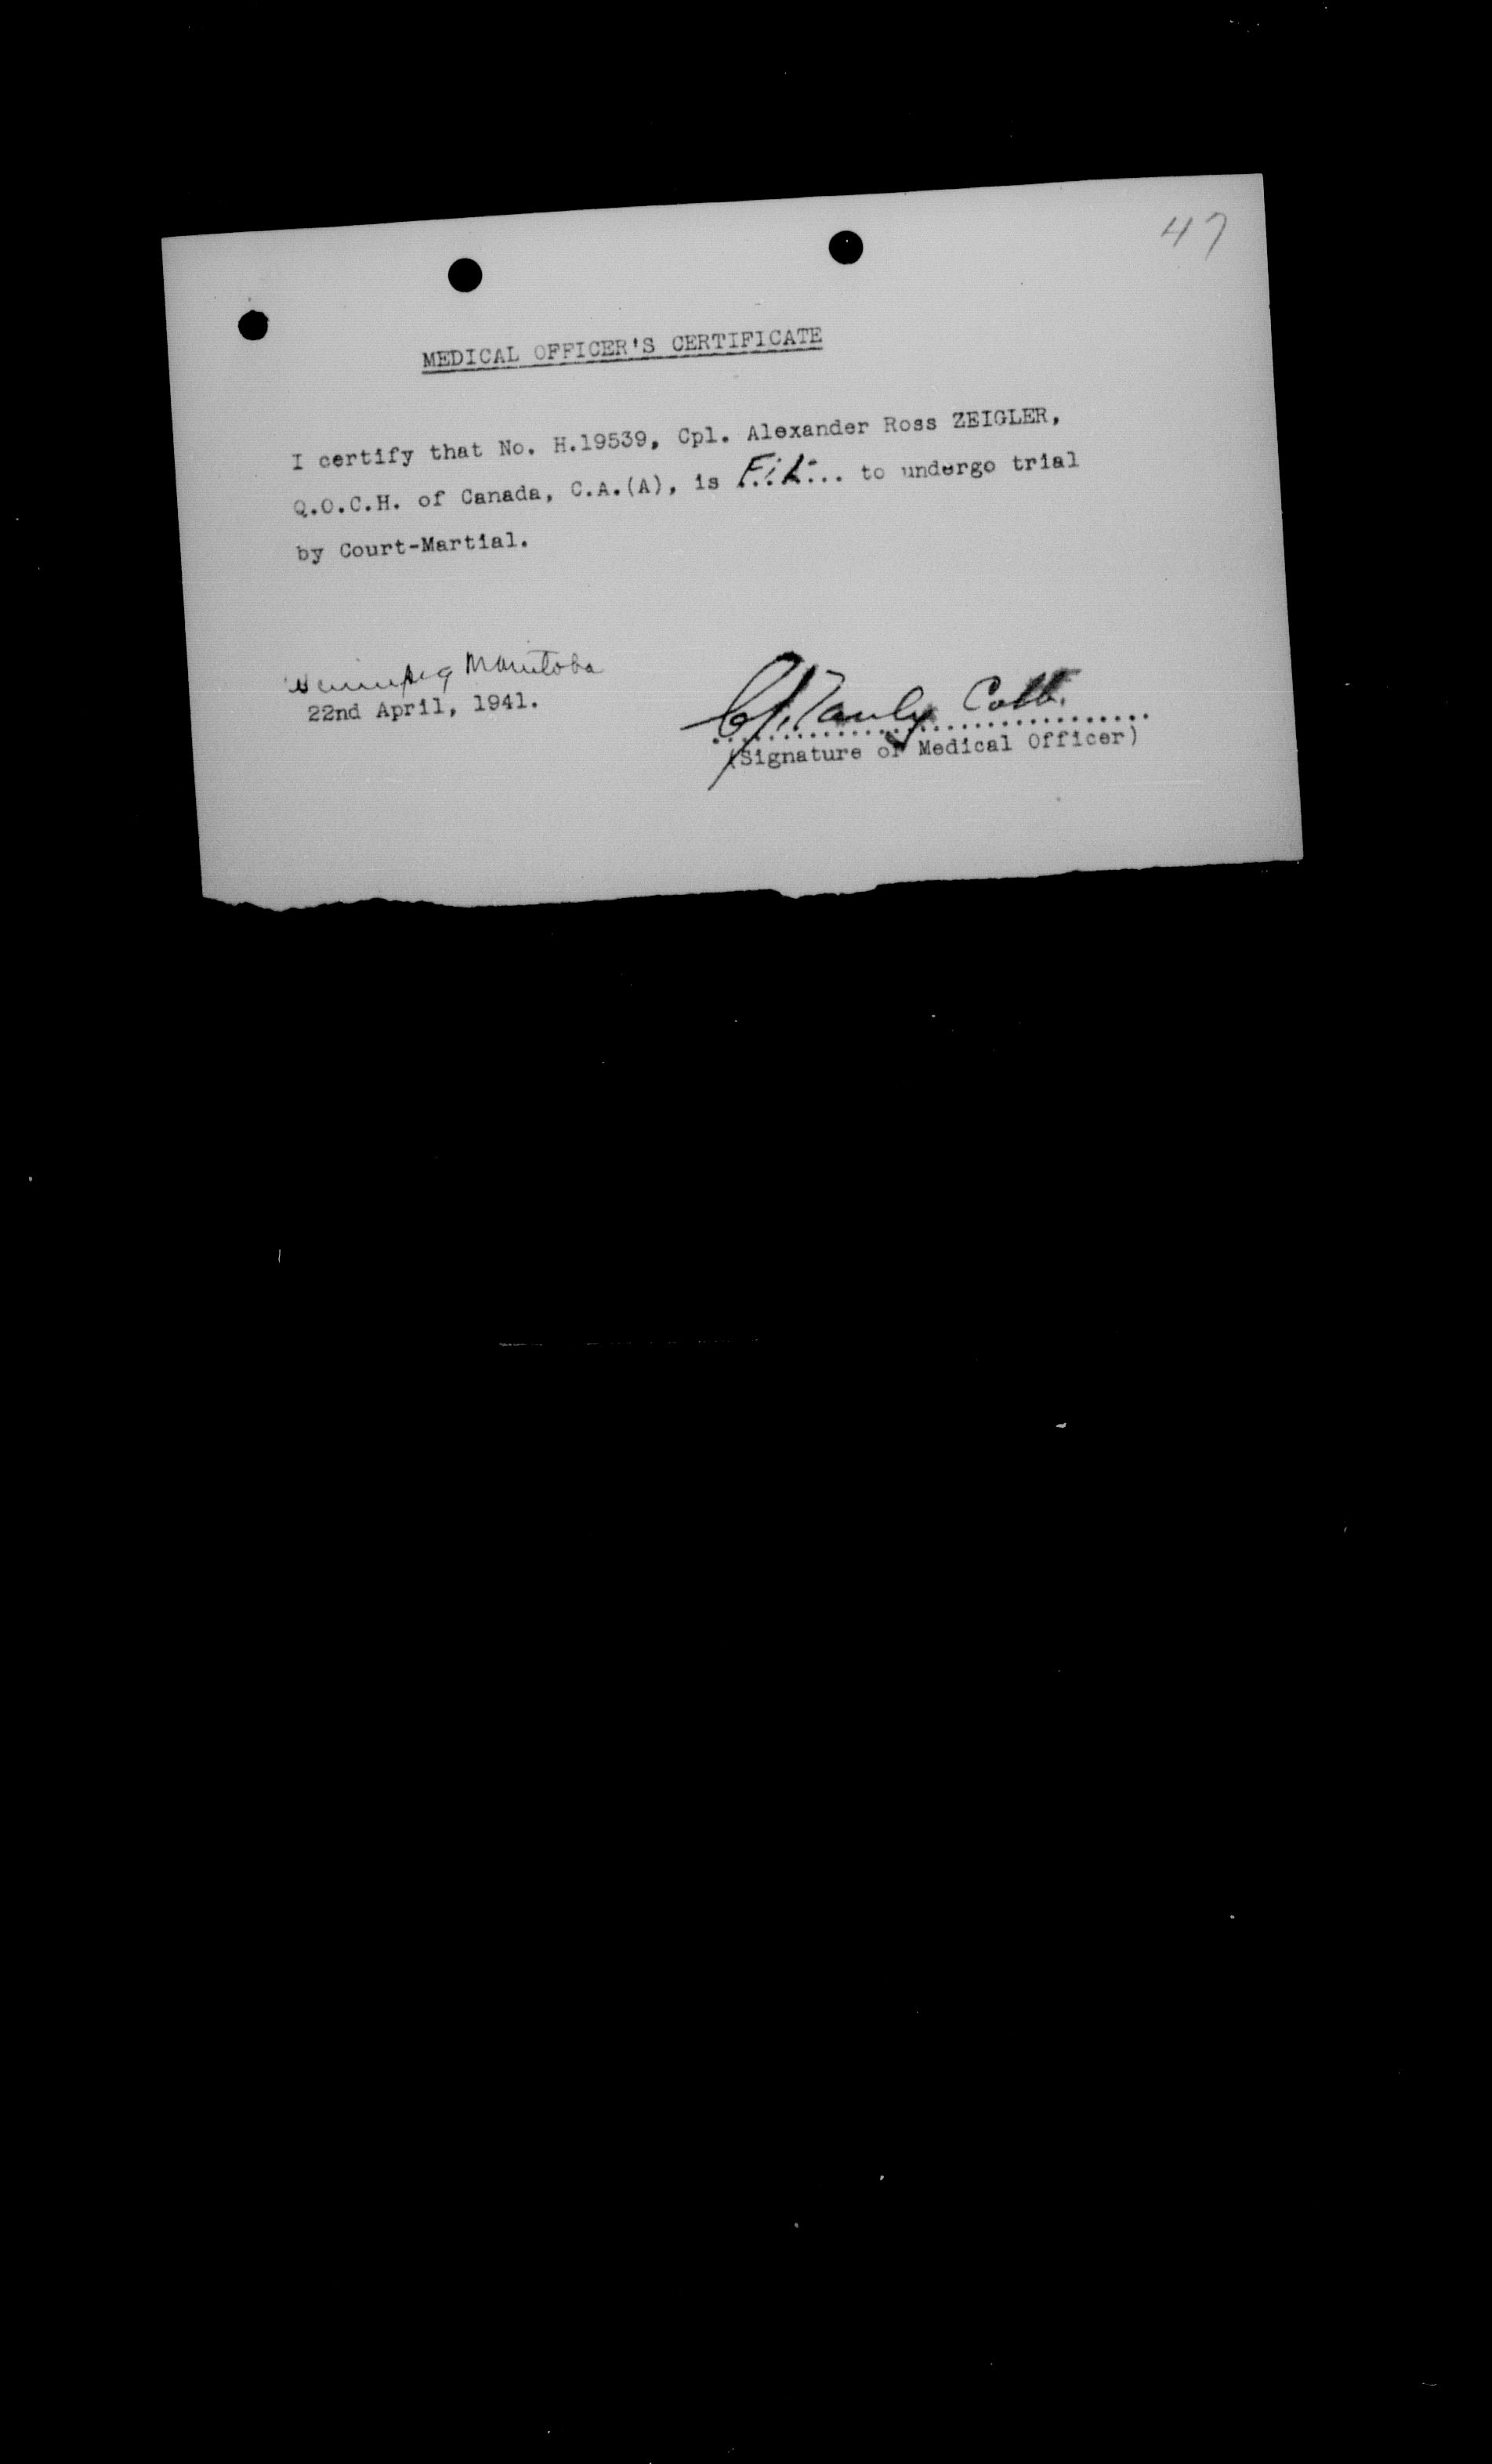 47
MEDICAL OFFICER'S CERTIFICATE
I certify that No. H.19539, Cpl. Alexander Ross ZEIGLER,
Q.O.C.H. of Canada, C.A.(A), is Fit to undergo trial
by Court-Martial.
Winnipeg Manitoba
22nd April, 1941.
(Signature of Medical Officer)